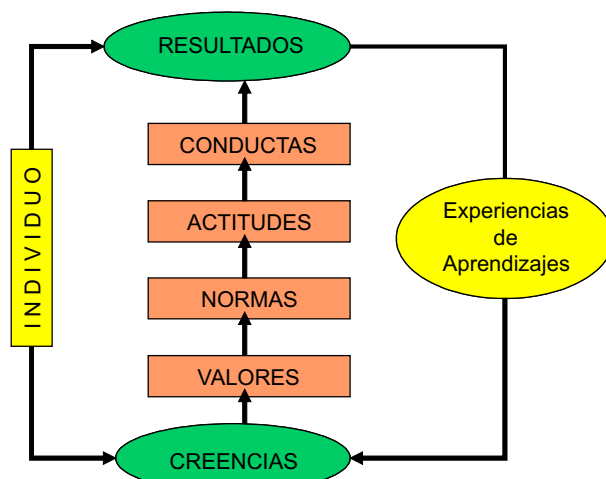 RESULTADOS
CONDUCTAS
ACTITUDES
NORMAS
VALORES
CREENCIAS
INDIVIDUO
Experiencias
de
Aprendizajes